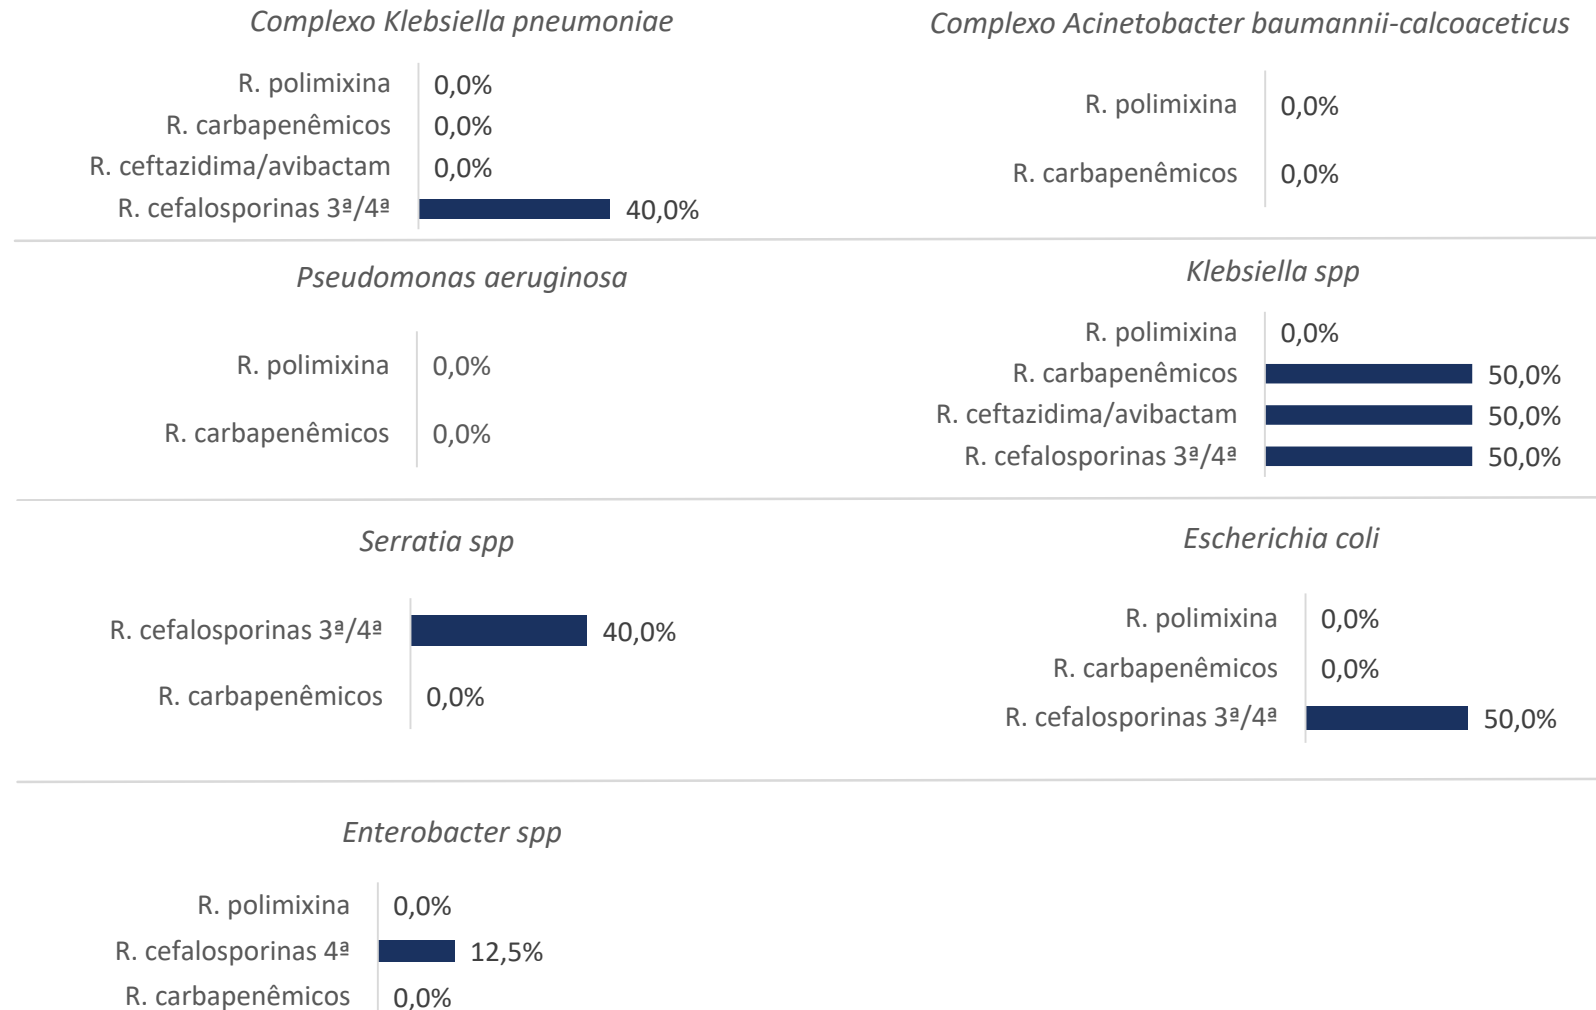 Complexo Klebsiella pneumoniae
R. polimixina 0,0%
R. carbapenêmicos 0,0%
R. ceftazidima/avibactam 0,0%
R. cefalosporinas 3ª/4ª 40,0%
Complexo Acinetobacter baumannii-calcoaceticus
R. polimixina 0,0%
R. carbapenêmicos 0,0%
Pseudomonas aeruginosa
R. polimixina 0,0%
R. carbapenêmicos 0,0%
Klebsiella spp
R. polimixina 0,0%
R. carbapenêmicos 50,0%
R. ceftazidima/avibactam 50,0%
R. cefalosporinas 3ª/4ª 50,0%
Serratia spp
R. cefalosporinas 3ª/4ª 40,0%
R. carbapenêmicos 0,0%
Escherichia coli
R. polimixina 0,0%
R. carbapenêmicos 0,0%
R. cefalosporinas 3ª/4ª 50,0%
Enterobacter spp
R. polimixina 0,0%
R. cefalosporinas 4ª 12,5%
R. carbapenêmicos 0,0%